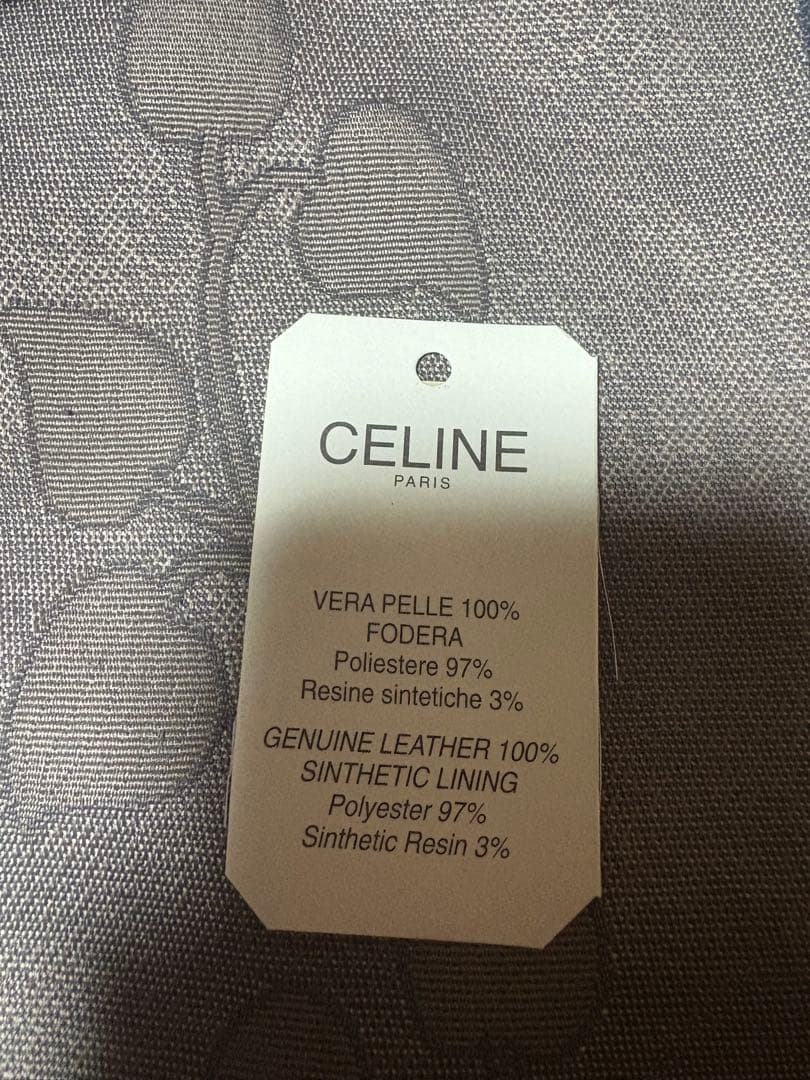 CELINE
PARIS
VERA PELLE 100%
FODERA
Poliestere 97%
Resine sintetiche 3%
GENUINE LEATHER 100%
SINTHETIC LINING
Polyester 97%
Sinthetic Resin 3%